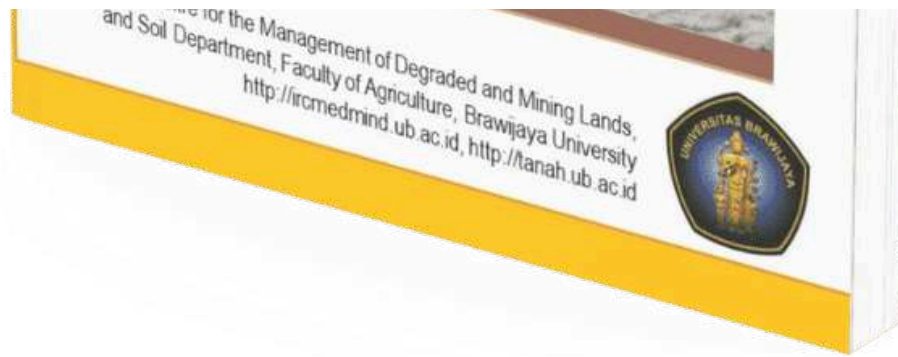 for the Management of Degraded and Mining Lands,
and Soil Department, Faculty of Agriculture, Brawijaya University
http://ircmedmind.ub.ac.id, http://tanah.ub.ac.id
UNIVERSITAS BRAWIJAYA